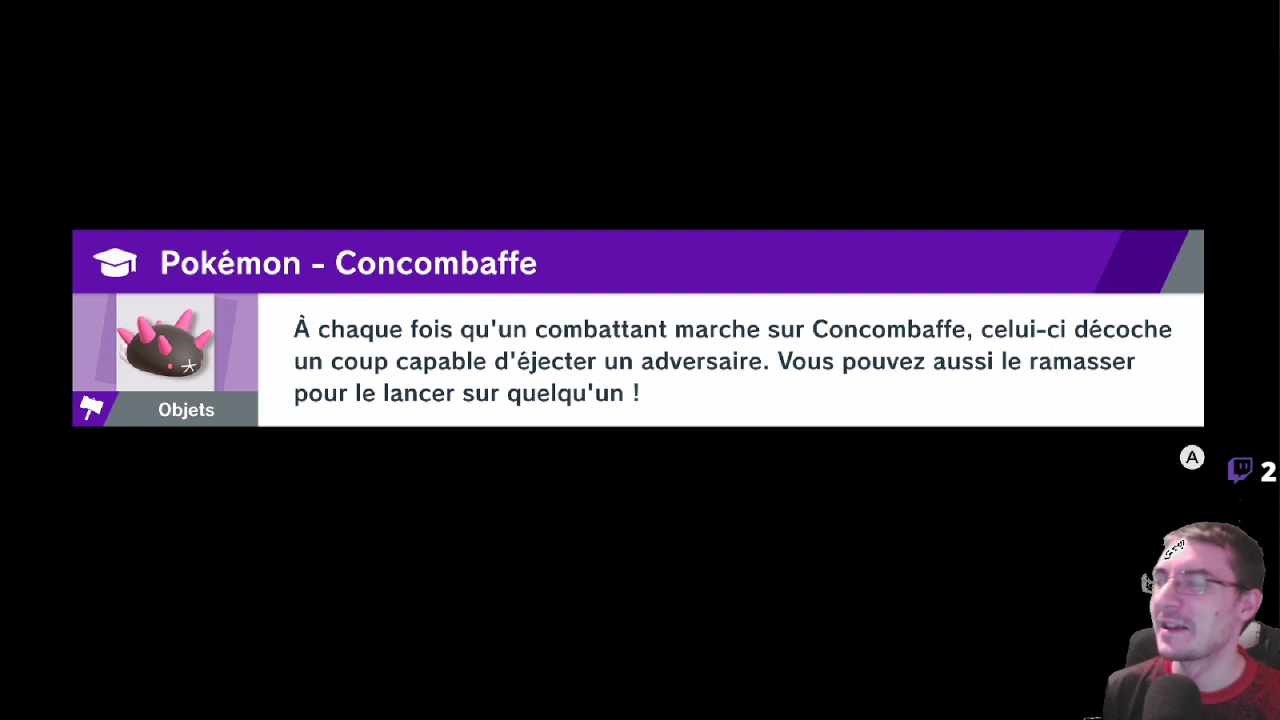 Pokémon - Concombaffe
À chaque fois qu'un combattant marche sur Concombaffe, celui-ci décoche
un coup capable d'éjecter un adversaire. Vous pouvez aussi le ramasser
pour le lancer sur quelqu'un !
Objets
A
2